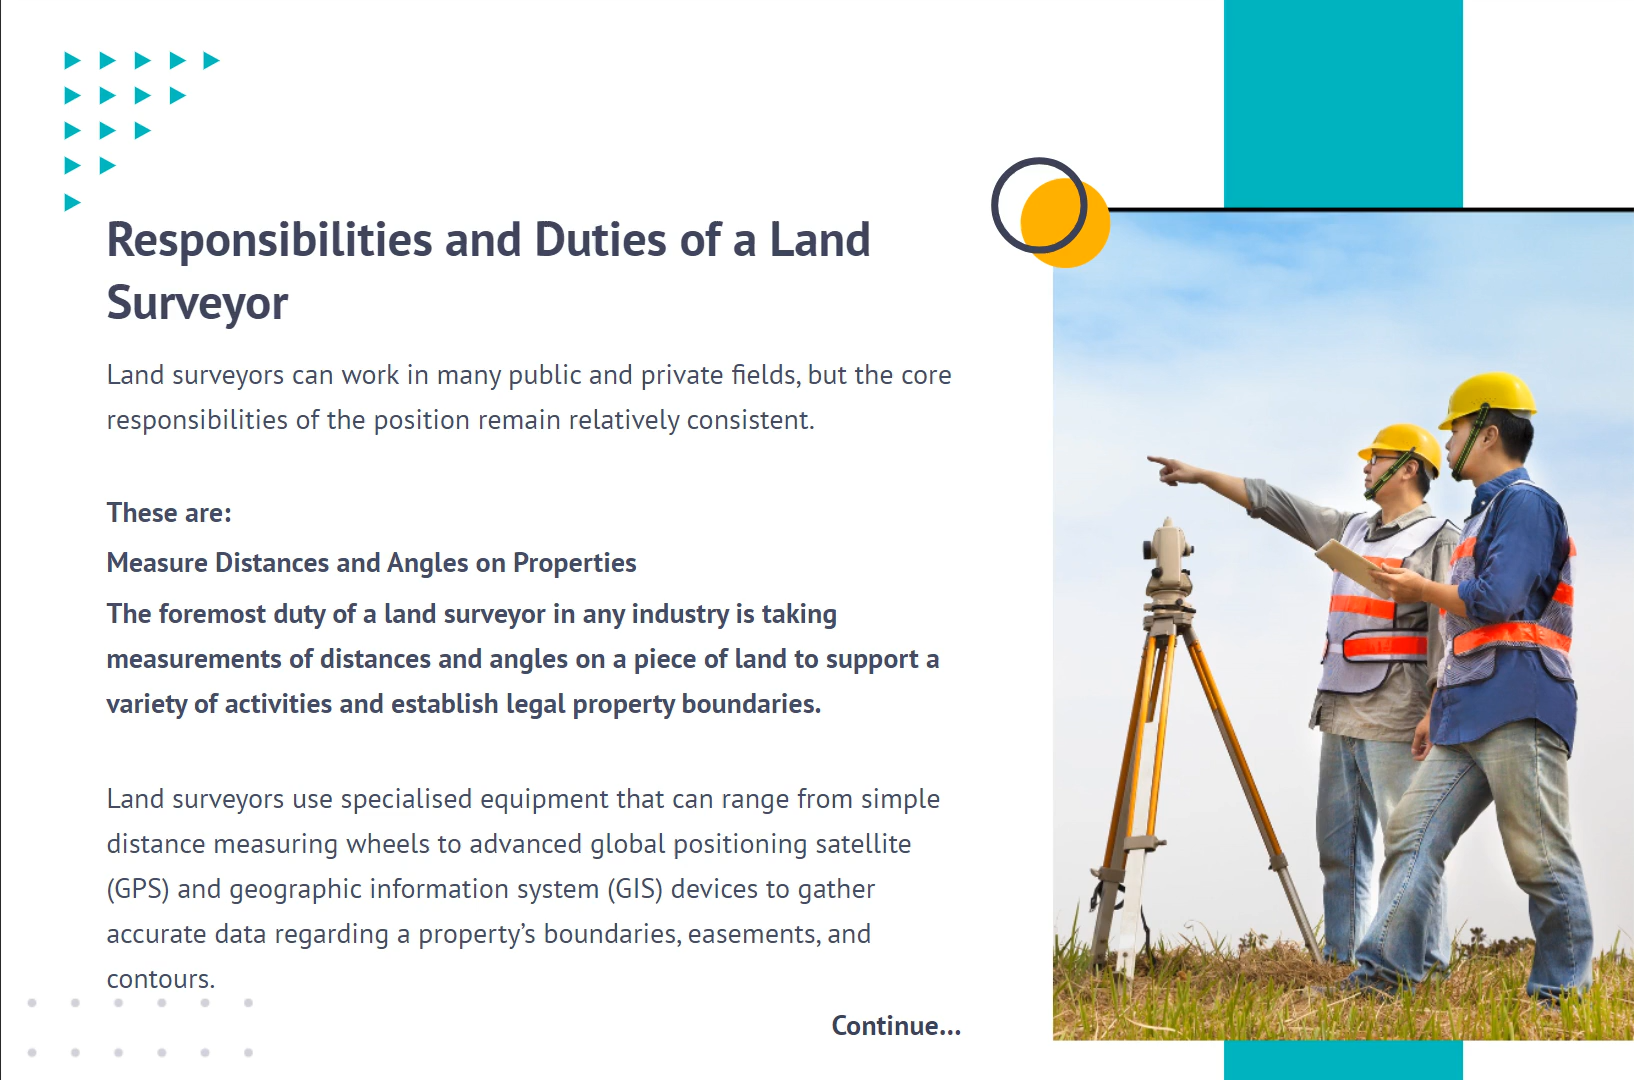 Responsibilities and Duties of a Land
Surveyor
Land surveyors can work in many public and private fields, but the core
responsibilities of the position remain relatively consistent.
These are:
Measure Distances and Angles on Properties
The foremost duty of a land surveyor in any industry is taking
measurements of distances and angles on a piece of land to support a
variety of activities and establish legal property boundaries.
Land surveyors use specialised equipment that can range from simple
distance measuring wheels to advanced global positioning satellite
(GPS) and geographic information system (GIS) devices to gather
accurate data regarding a property’s boundaries, easements, and
contours.
Continue...